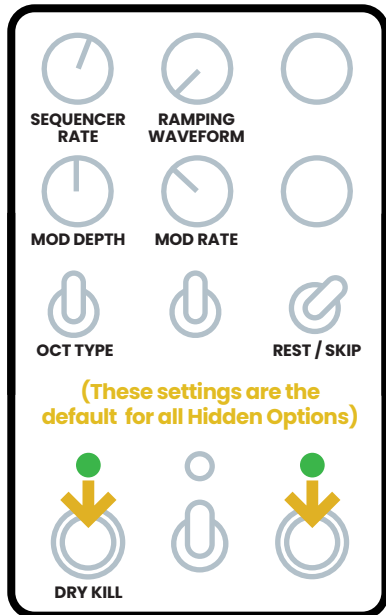 SEQUENCER RAMPING
RATE WAVEFORM
MOD DEPTH MOD RATE
OCT TYPE REST / SKIP
(These settings are the
default for all Hidden Options)
DRY KILL